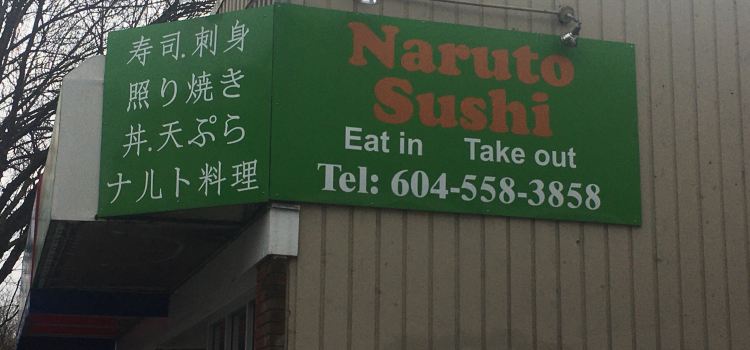 寿司.刺身
照り焼き
丼.天ぷら
ナルト料理
Naruto
Sushi
Eat in Take out
Tel: 604-558-3858